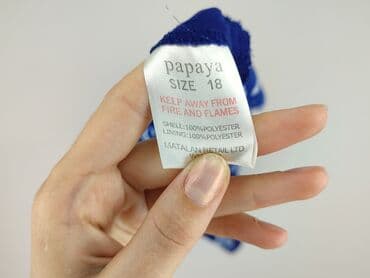 papaya
SIZE 18
KEEP AWAY FROM
FIRE AND FLAMES
SHELL:100%POLYESTER
LINING:100%POLYESTER
MATALAN RETAIL LTD